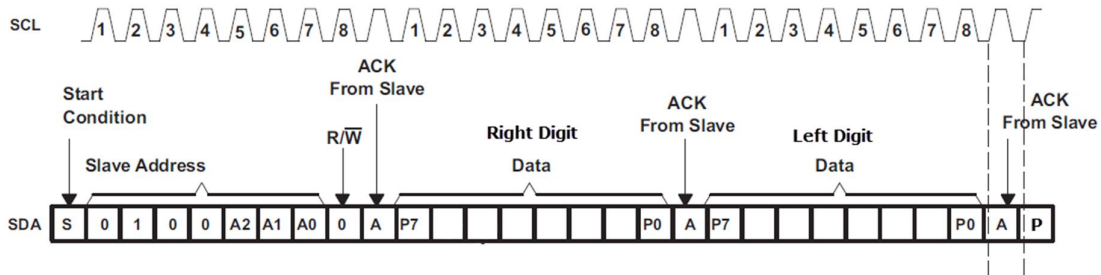 SCL 1 2 3 4 5 6 7 8 1 2 3 4 5 6 7 8 1 2 3 4 5 6 7 8
Start
Condition
Slave Address
R/W̅
ACK
From Slave
Right Digit
Data
ACK
From Slave
Left Digit
Data
ACK
From Slave
SDA S 0 1 0 0 A2 A1 A0 0 A P7 P0 A P7 P0 A P